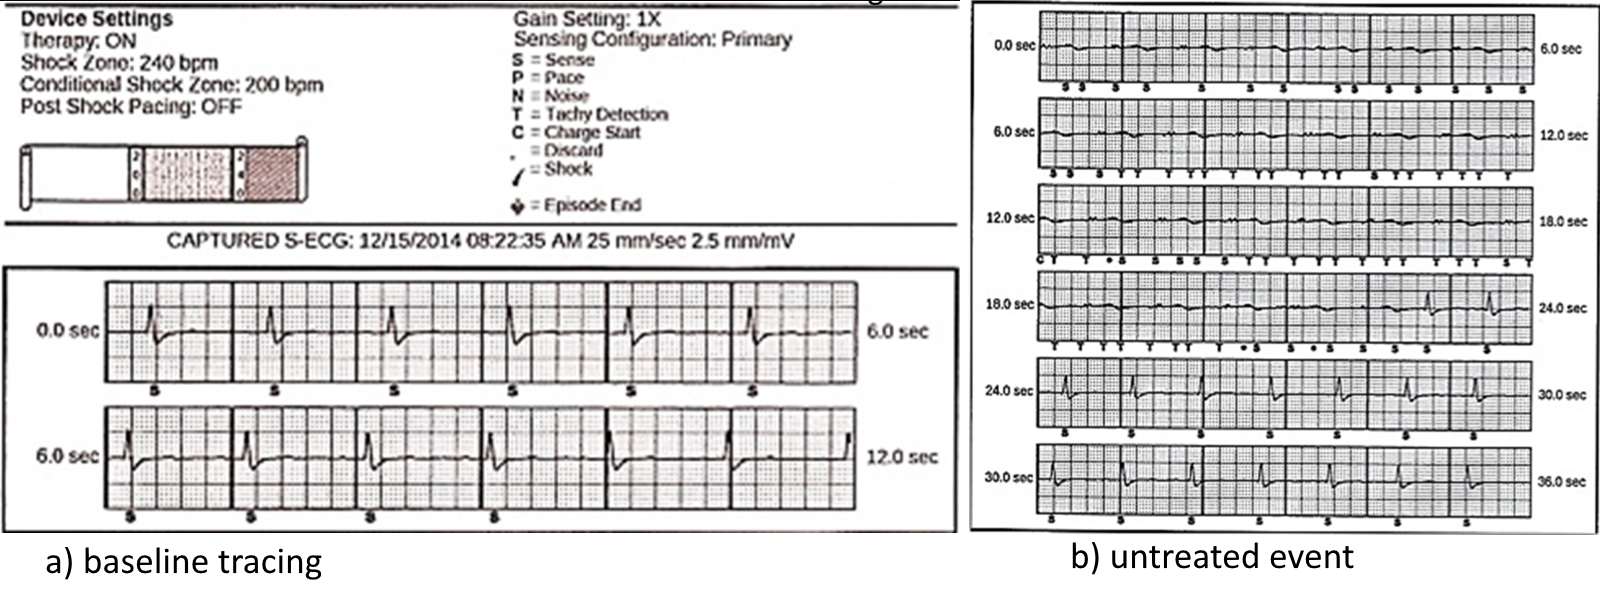 Device Settings
Therapy: ON
Shock Zone: 240 bpm
Conditional Shock Zone: 200 bpm
Post Shock Pacing: OFF
200
240
Gain Setting: 1X
Sensing Configuration: Primary
S = Sense
P = Pace
N = Noise
T = Tachy Detection
C = Charge Start
. = Discard
= Shock
= Episode End
CAPTURED S-ECG: 12/15/2014 08:22:35 AM 25 mm/sec 2.5 mm/mV
0.0 sec 6.0 sec
S S S S S S
6.0 sec 12.0 sec
S S S S
a) baseline tracing
0.0 sec 6.0 sec
S S S S S S S S S S S S S S
6.0 sec 12.0 sec
12.0 sec 18.0 sec
18.0 sec 24.0 sec
24.0 sec 30.0 sec
S S S S S S S
30.0 sec 36.0 sec
S S S S S S S
b) untreated event